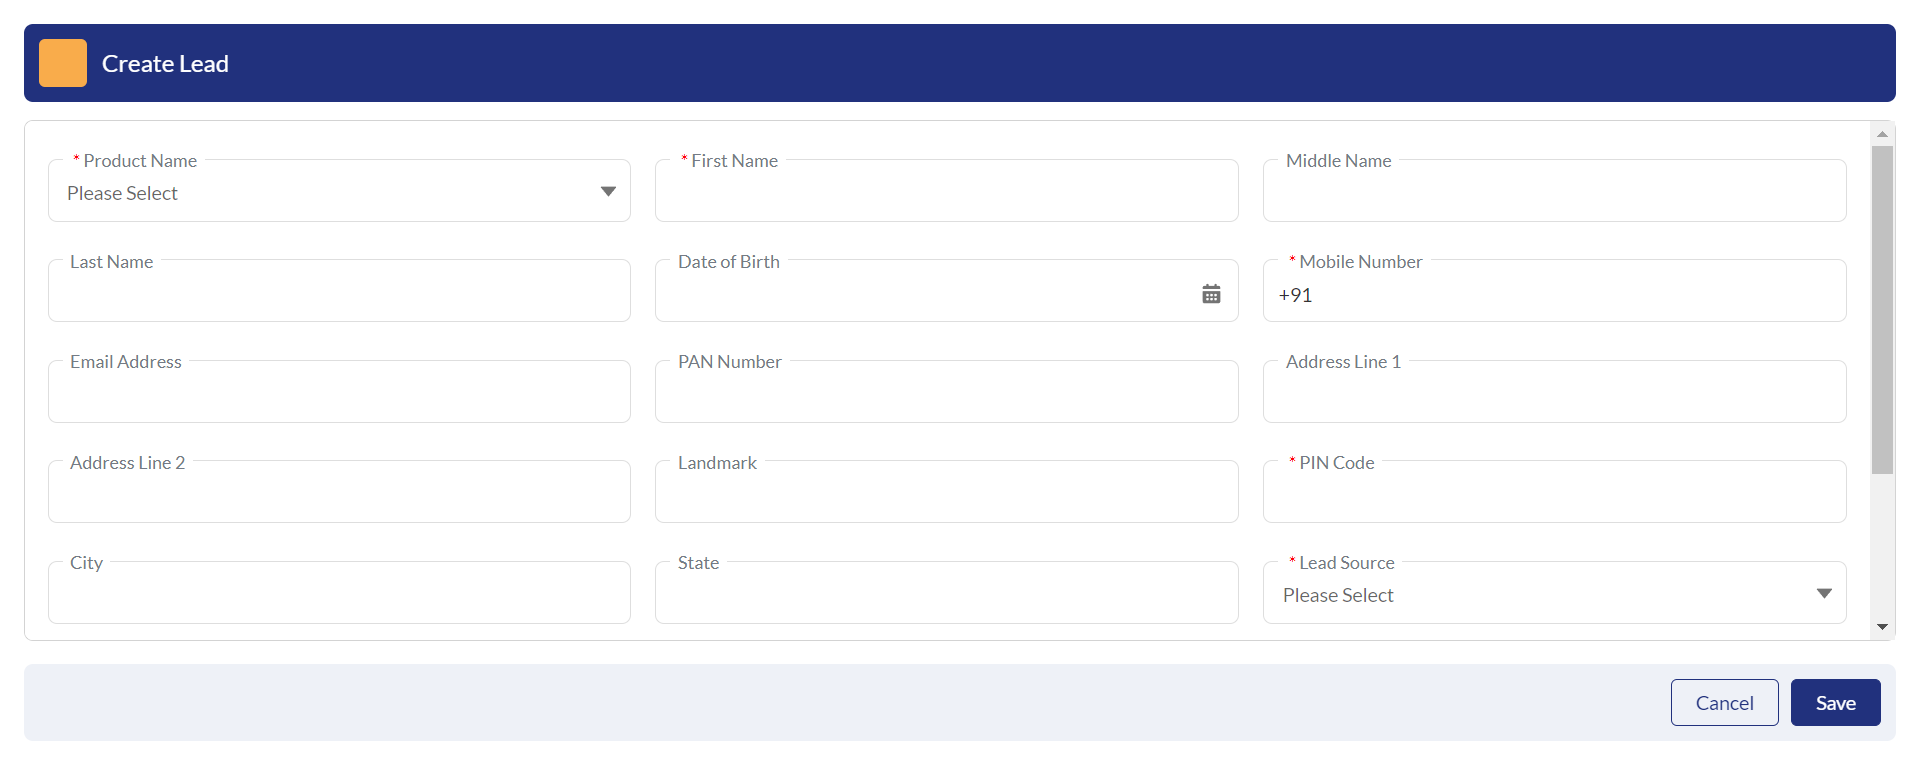 Create Lead
* Product Name
Please Select
* First Name
Middle Name
Last Name
Date of Birth
* Mobile Number
+91
Email Address
PAN Number
Address Line 1
Address Line 2
Landmark
* PIN Code
City
State
* Lead Source
Please Select
Cancel
Save